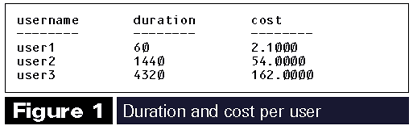 username duration cost
-------- -------- --------
user1 60 2.1000
user2 1440 54.0000
user3 4320 162.0000
Figure 1 Duration and cost per user